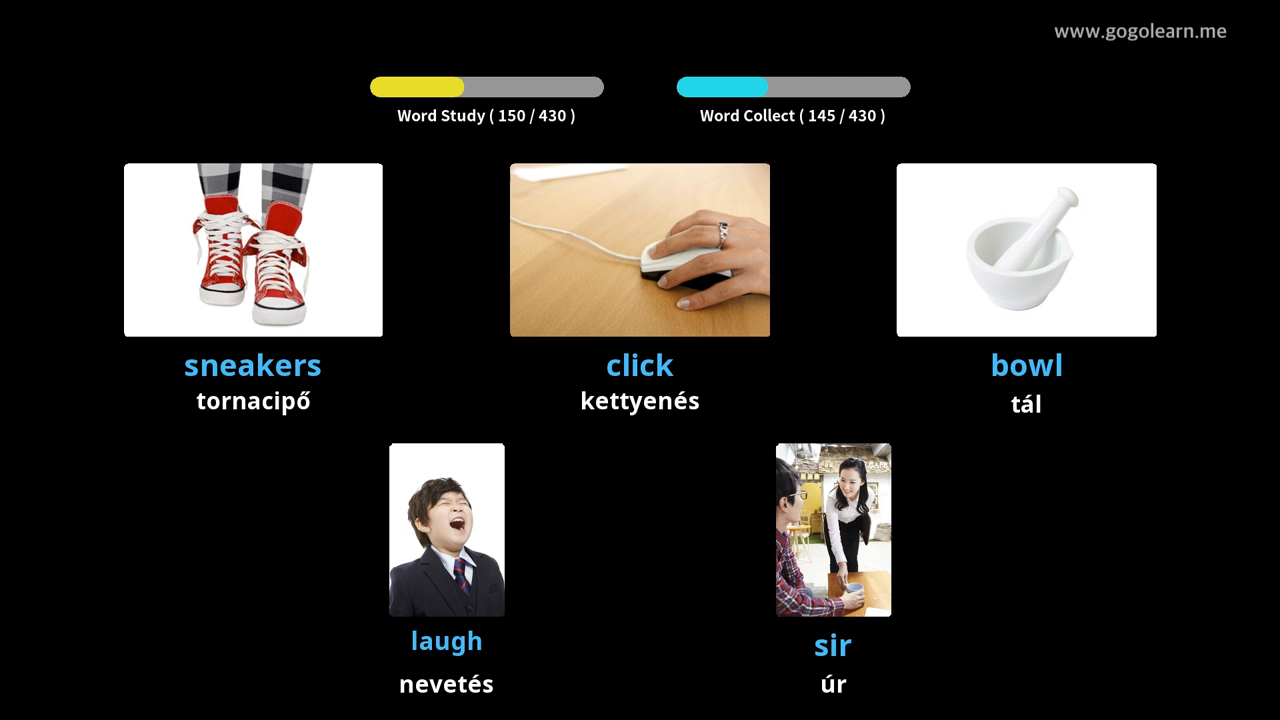 www.gogolearn.me
Word Study ( 150 / 430 )
Word Collect ( 145 / 430 )
sneakers
tornacipő
click
kettyenés
bowl
tál
laugh
nevetés
sir
úr